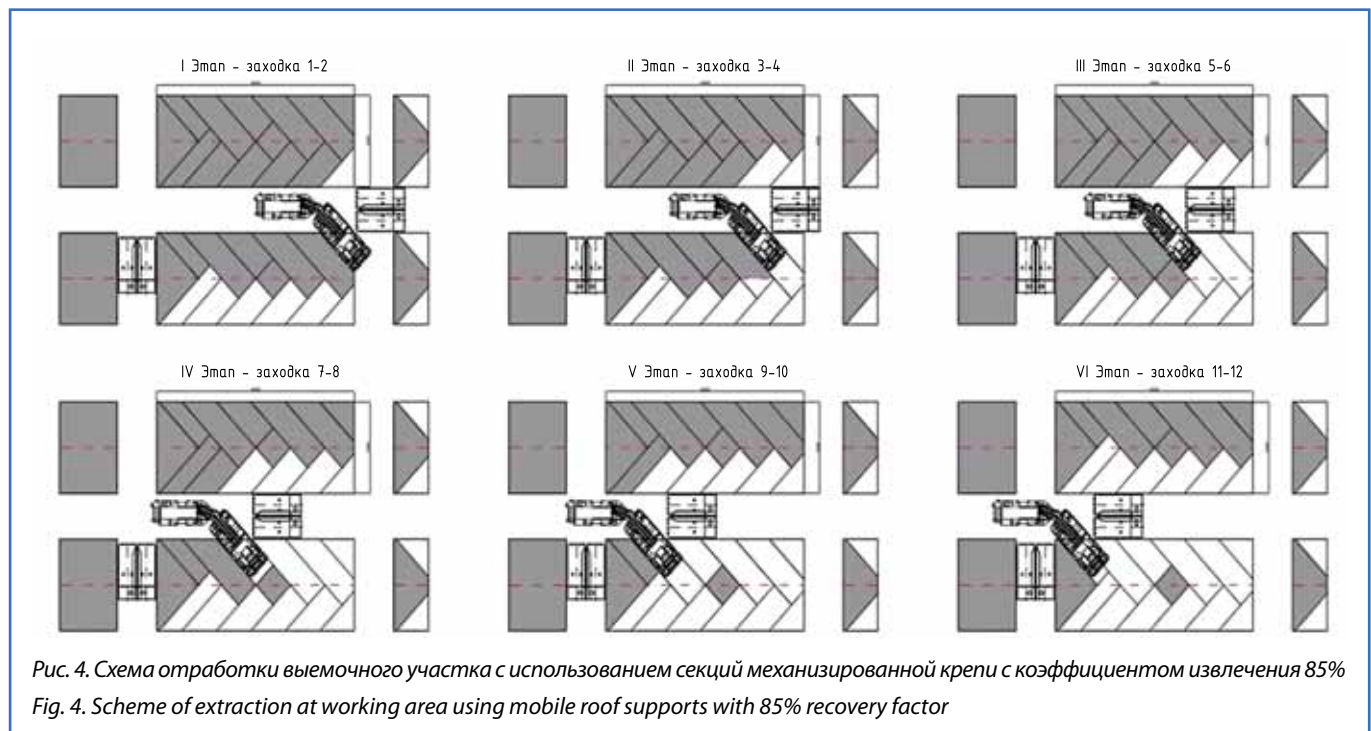 I Этап - заходка 1-2
II Этап - заходка 3-4
III Этап - заходка 5-6
IV Этап - заходка 7-8
V Этап - заходка 9-10
VI Этап - заходка 11-12
Рис. 4. Схема отработки выемочного участка с использованием секций механизированной крепи с коэффициентом извлечения 85%
Fig. 4. Scheme of extraction at working area using mobile roof supports with 85% recovery factor